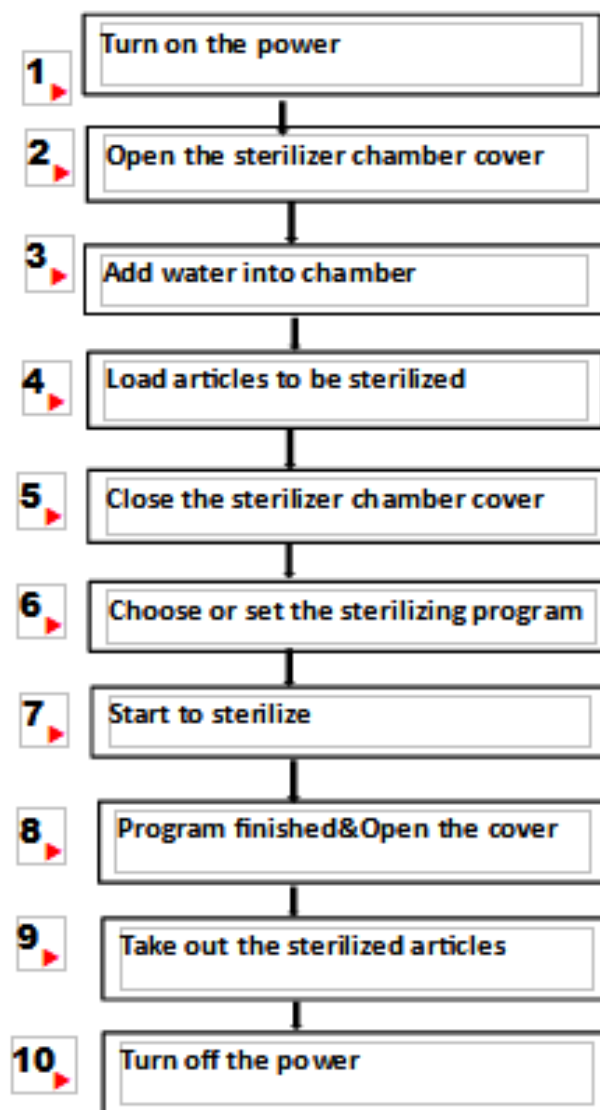 1 Turn on the power
2 Open the sterilizer chamber cover
3 Add water into chamber
4 Load articles to be sterilized
5 Close the sterilizer chamber cover
6 Choose or set the sterilizing program
7 Start to sterilize
8 Program finished&Open the cover
9 Take out the sterilized articles
10 Turn off the power